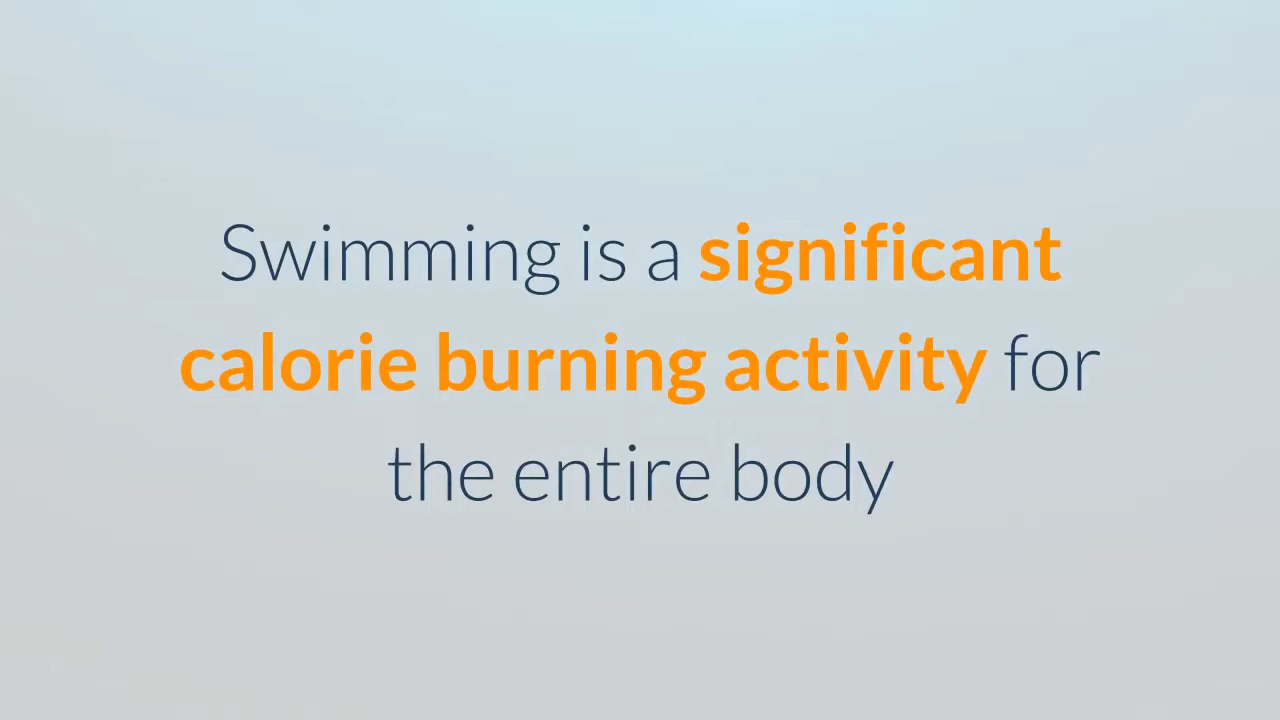 Swimming is a significant
calorie burning activity for
the entire body